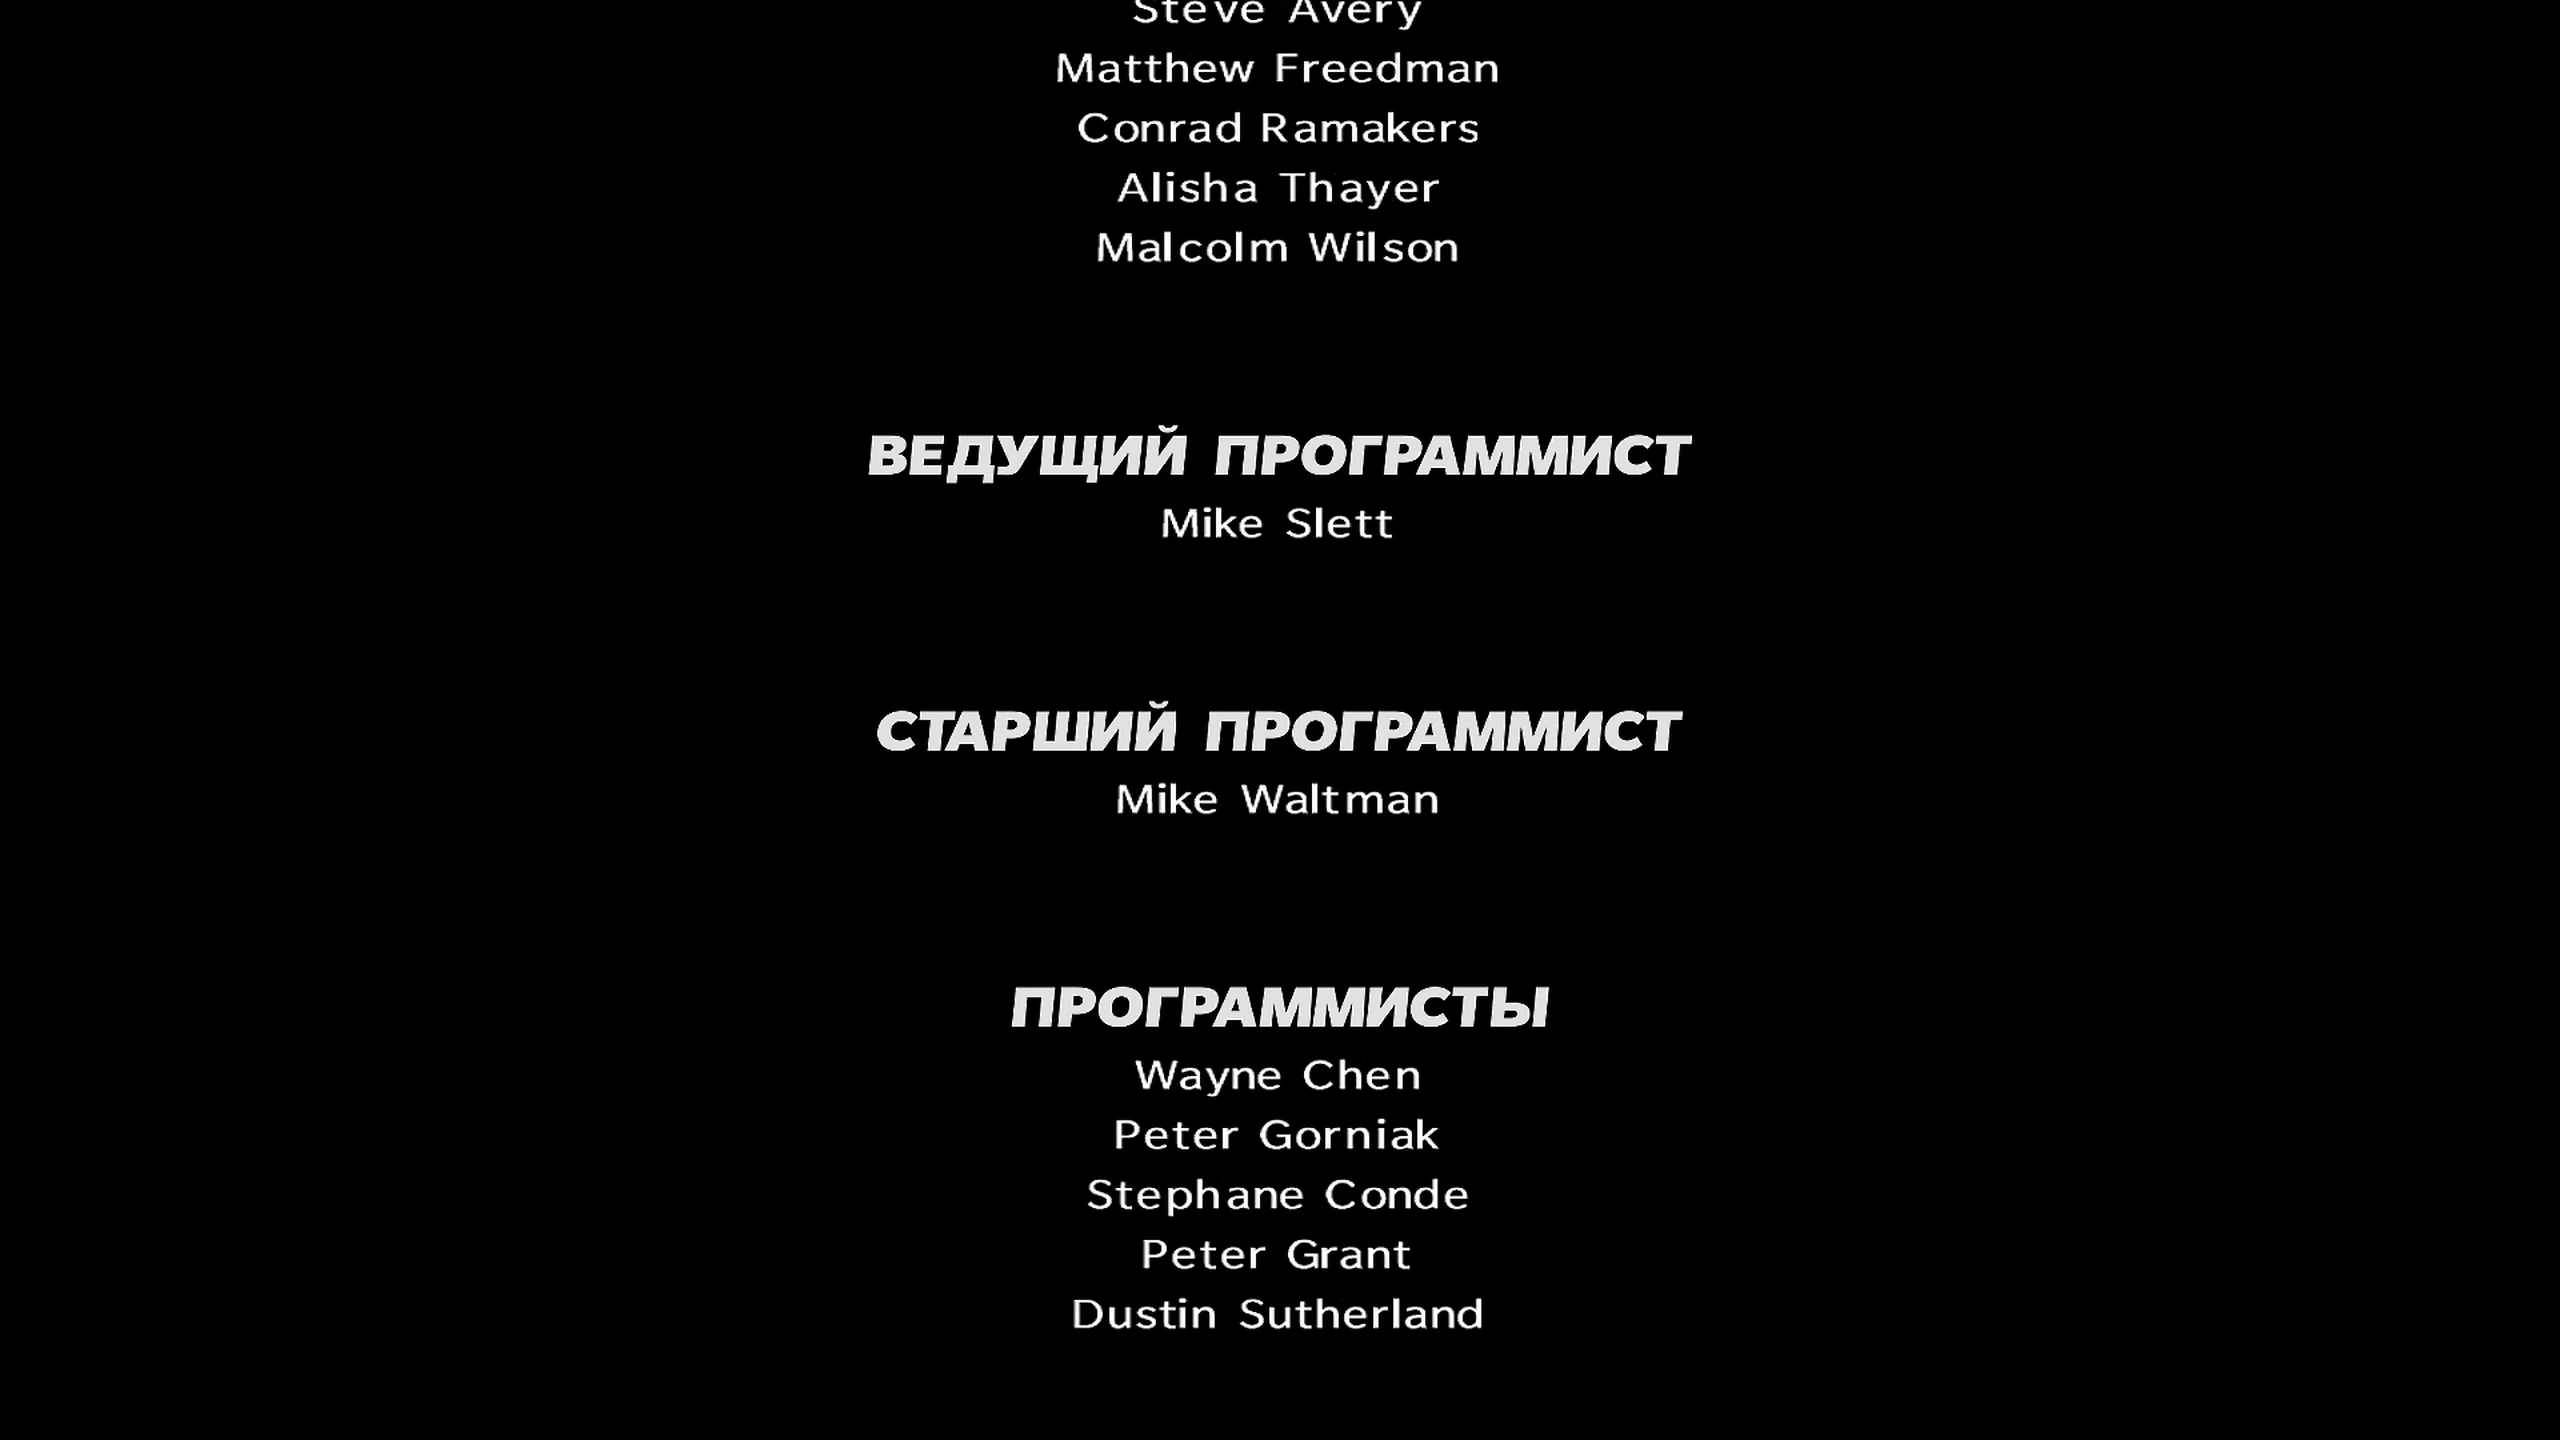 Steve Avery
Matthew Freedman
Conrad Ramakers
Alisha Thayer
Malcolm Wilson
ВЕДУЩИЙ ПРОГРАММИСТ
Mike Slett
СТАРШИЙ ПРОГРАММИСТ
Mike Waltman
ПРОГРАММИСТЫ
Wayne Chen
Peter Gorniak
Stephane Conde
Peter Grant
Dustin Sutherland